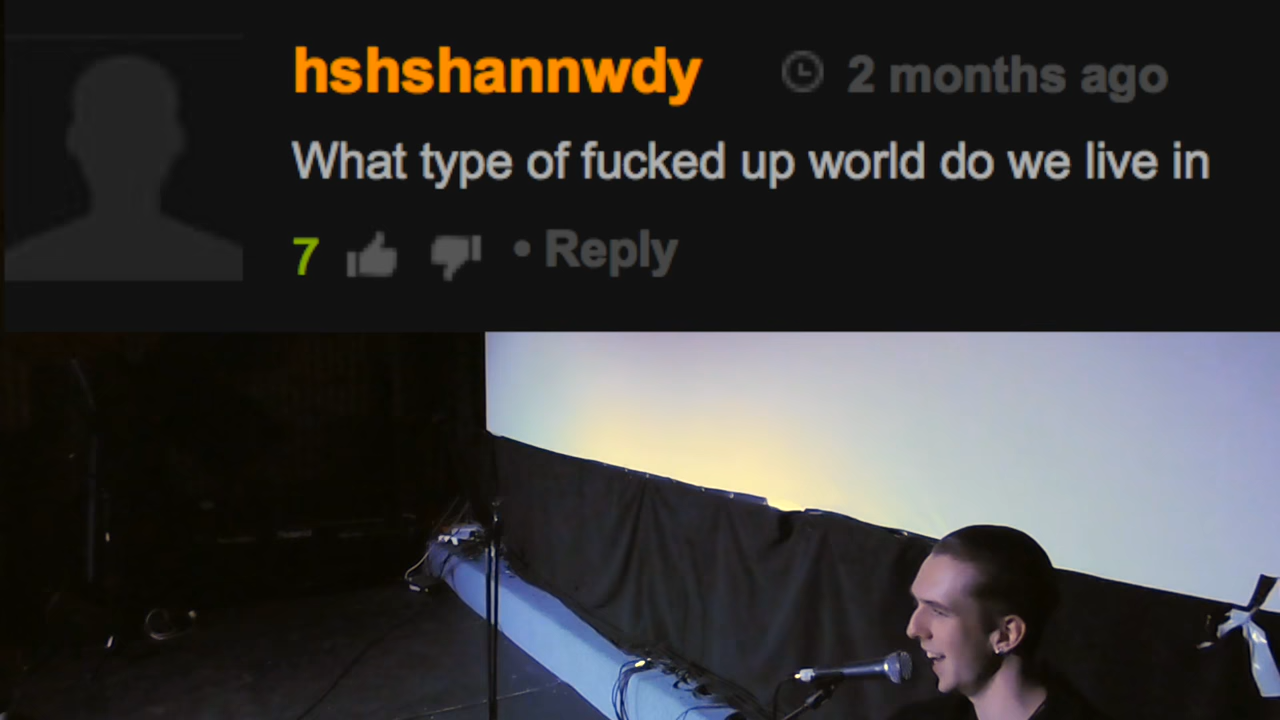 hshshannwdy 2 months ago
What type of fucked up world do we live in
7 • Reply